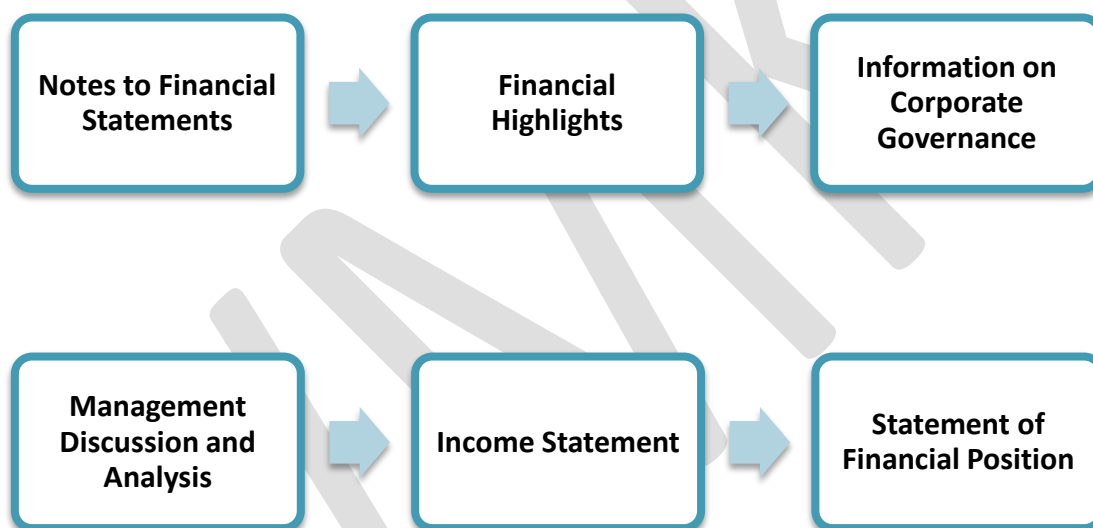 Notes to Financial
Statements
Financial
Highlights
Information on
Corporate
Governance
Management
Discussion and
Analysis
Income Statement
Statement of
Financial Position